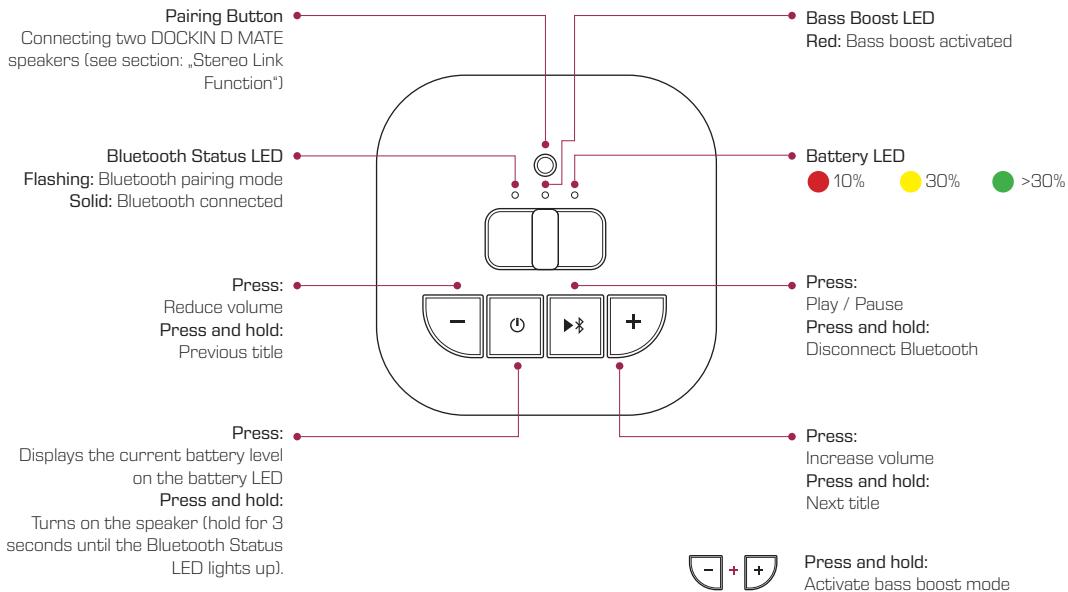 Pairing Button
Connecting two DOCKIN D MATE
speakers (see section: „Stereo Link
Function“)
Bass Boost LED
Red: Bass boost activated
Bluetooth Status LED
Flashing: Bluetooth pairing mode
Solid: Bluetooth connected
Battery LED
10% 30% >30%
Press:
Reduce volume
Press and hold:
Previous title
Press:
Play / Pause
Press and hold:
Disconnect Bluetooth
Press:
Displays the current battery level
on the battery LED
Press and hold:
Turns on the speaker (hold for 3
seconds until the Bluetooth Status
LED lights up).
Press:
Increase volume
Press and hold:
Next title
- + +
Press and hold:
Activate bass boost mode